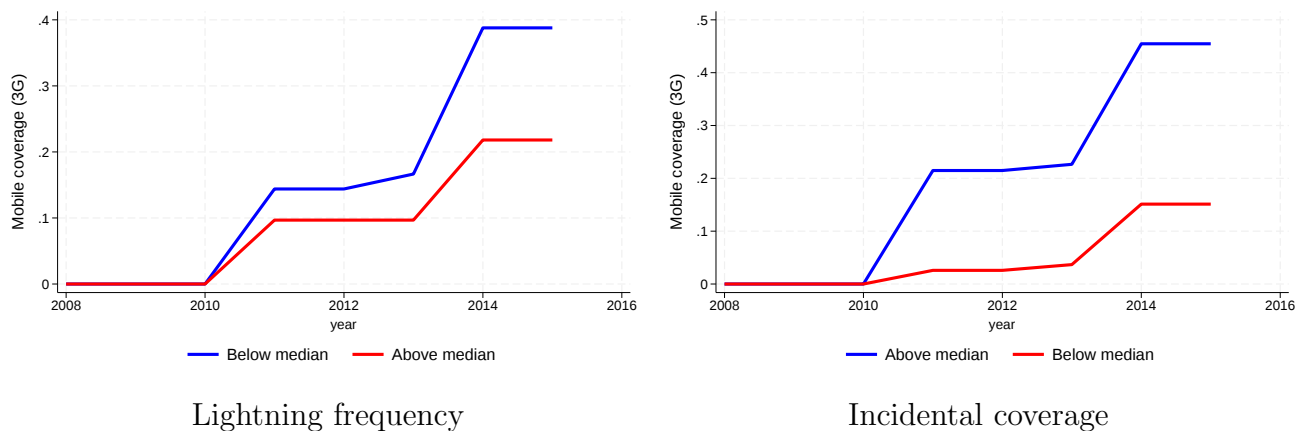 Mobile coverage (3G)
.4
.3
.2
.1
0
2008 2010 2012 2014 2016
year
Below median Above median
Lightning frequency
Mobile coverage (3G)
.5
.4
.3
.2
.1
0
2008 2010 2012 2014 2016
year
Above median Below median
Incidental coverage